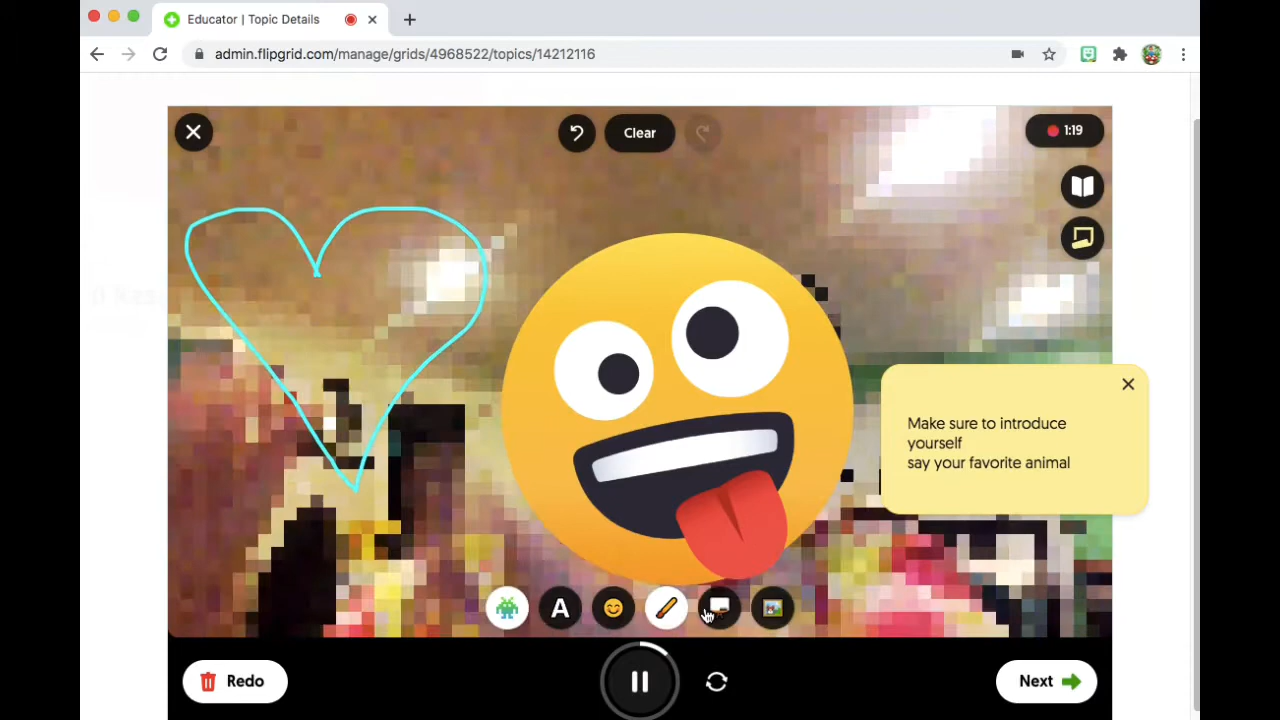 Educator | Topic Details
admin.flipgrid.com/manage/grids/4968522/topics/14212116
Clear
1:19
Make sure to introduce
yourself
say your favorite animal
A
Redo
Next